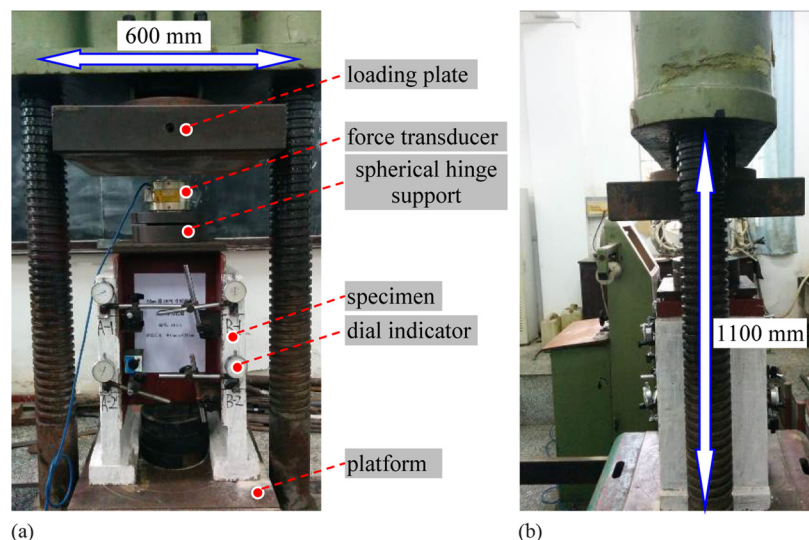 600 mm
loading plate
force transducer
spherical hinge
support
specimen
dial indicator
platform
A-1
B-1
A-2
B-2
1100 mm
(a)
(b)